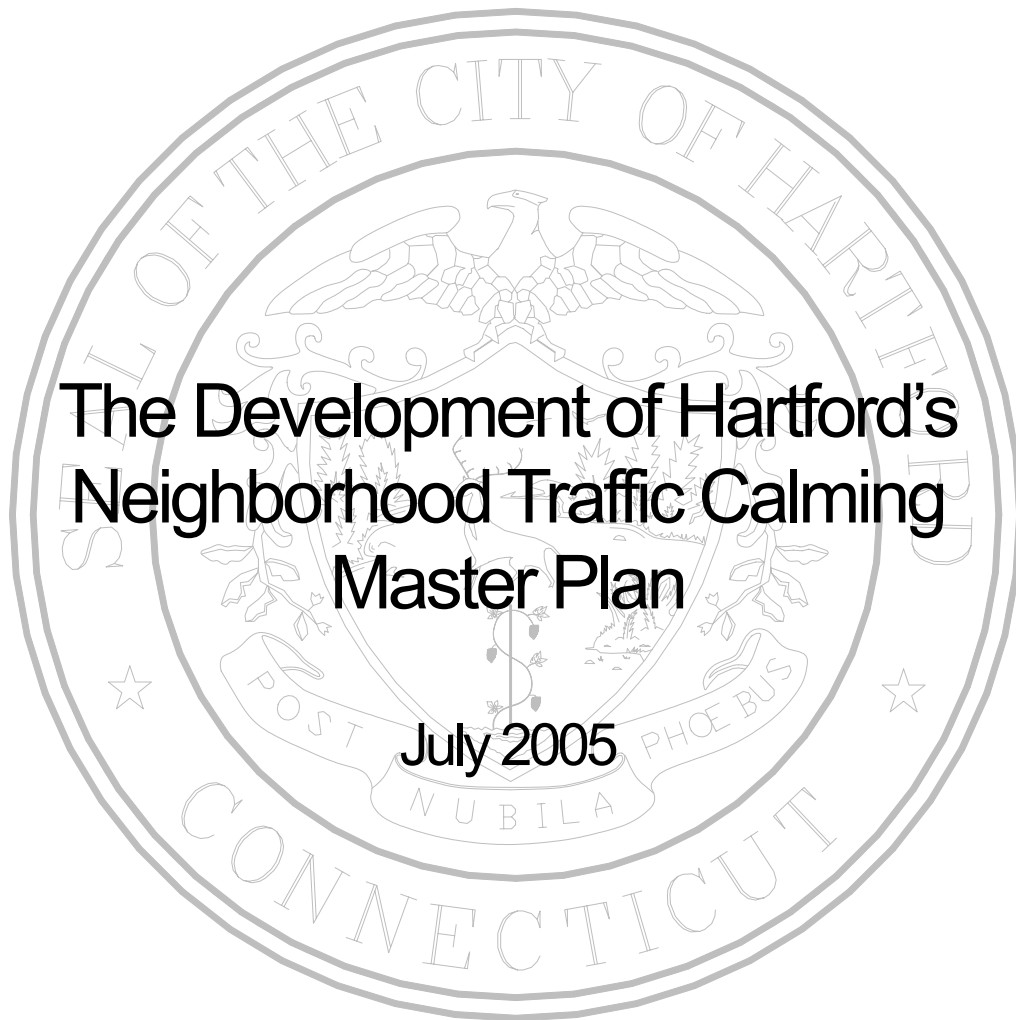 SEAL OF THE CITY OF HARTFORD
The Development of Hartford’s
Neighborhood Traffic Calming
Master Plan
July 2005
POST NUBILA PHŒBUS
CONNECTICUT